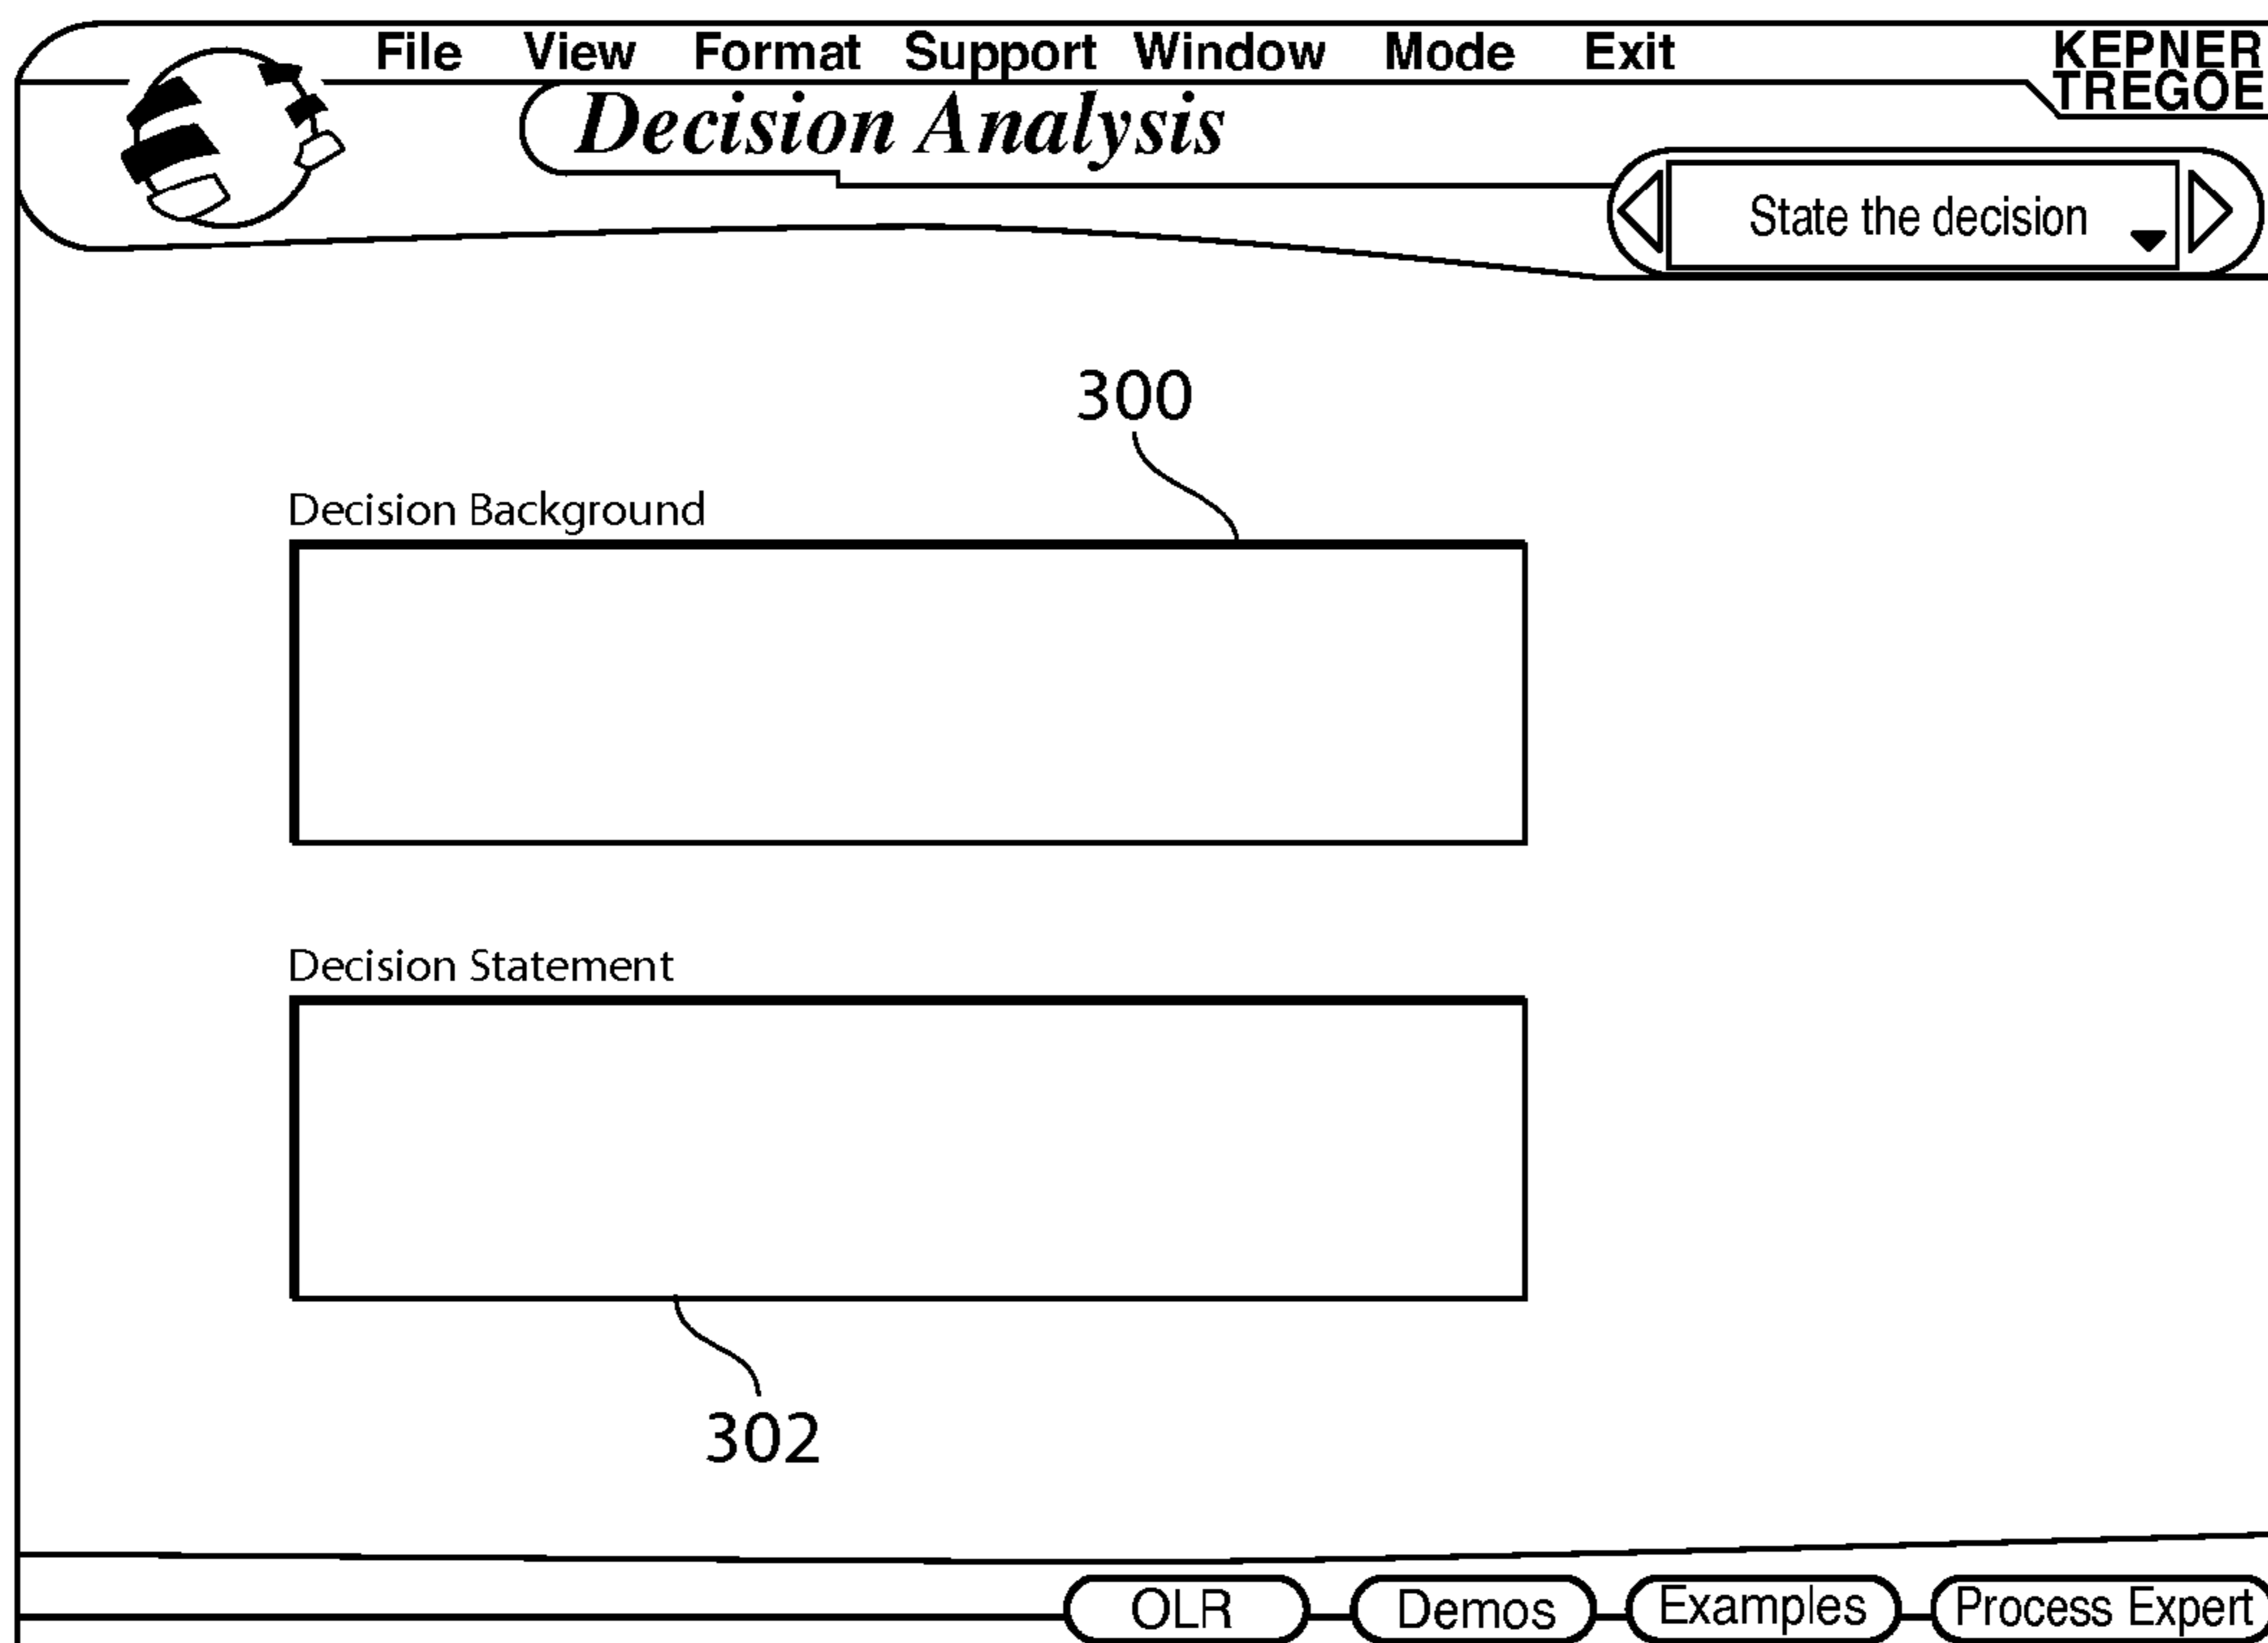 File View Format Support Window Mode Exit
KEPNER
TREGOE
Decision Analysis
State the decision
300
Decision Background
Decision Statement
302
OLR Demos Examples Process Expert